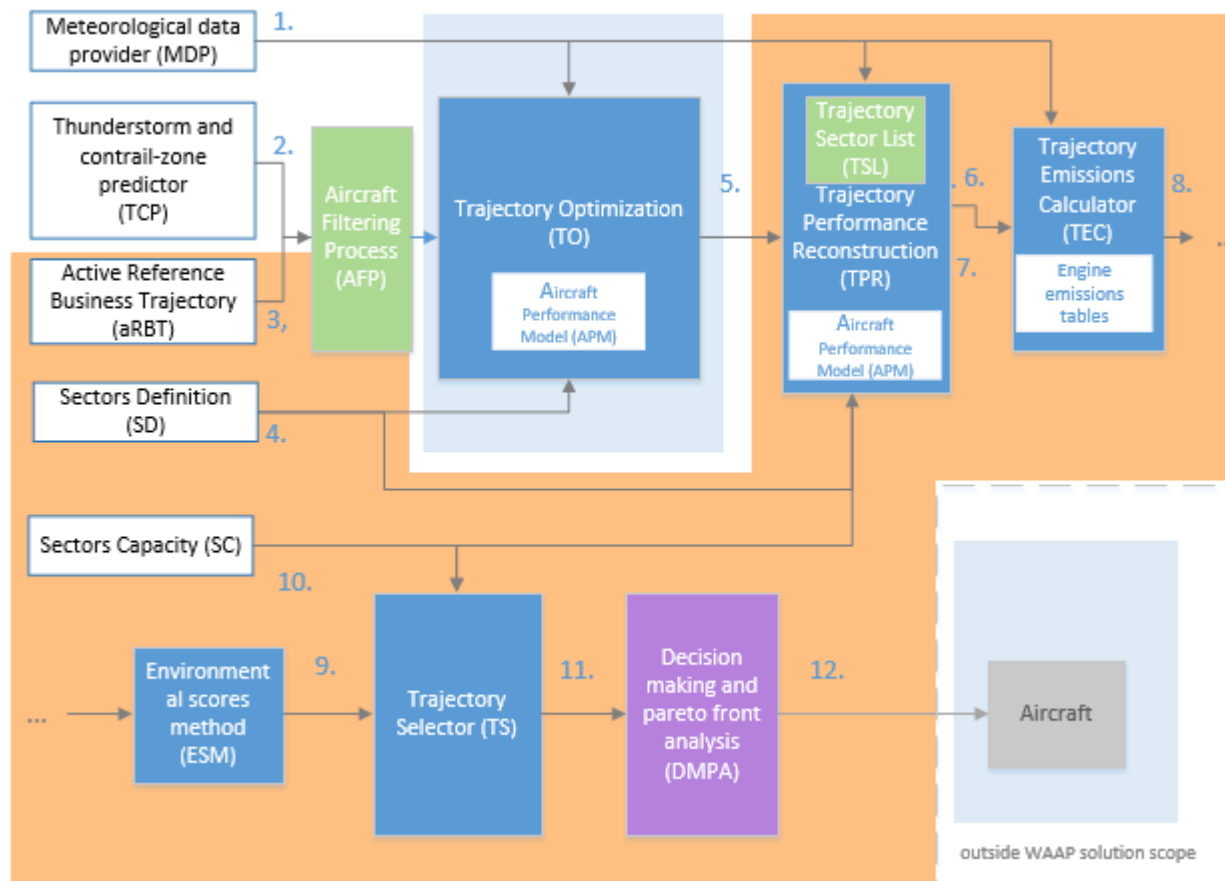 Meteorological data
provider (MDP)
1.
Thunderstorm and
contrail-zone
predictor
(TCP)
2.
Active Reference
Business Trajectory
(aRBT)
3,
Aircraft
Filtering
Process
(AFP)
Trajectory Optimization
(TO)
Aircraft
Performance
Model (APM)
5.
Trajectory
Sector List
(TSL)
Trajectory
Performance
Reconstruction
(TPR)
Aircraft
Performance
Model (APM)
. 6.
7.
Trajectory
Emissions
Calculator
(TEC)
Engine
emissions
tables
8.
...
Sectors Definition
(SD)
4.
Sectors Capacity (SC)
10.
...
Environment
al scores
method
(ESM)
9.
Trajectory
Selector (TS)
11.
Decision
making and
pareto front
analysis
(DMPA)
12.
Aircraft
outside WAAP solution scope